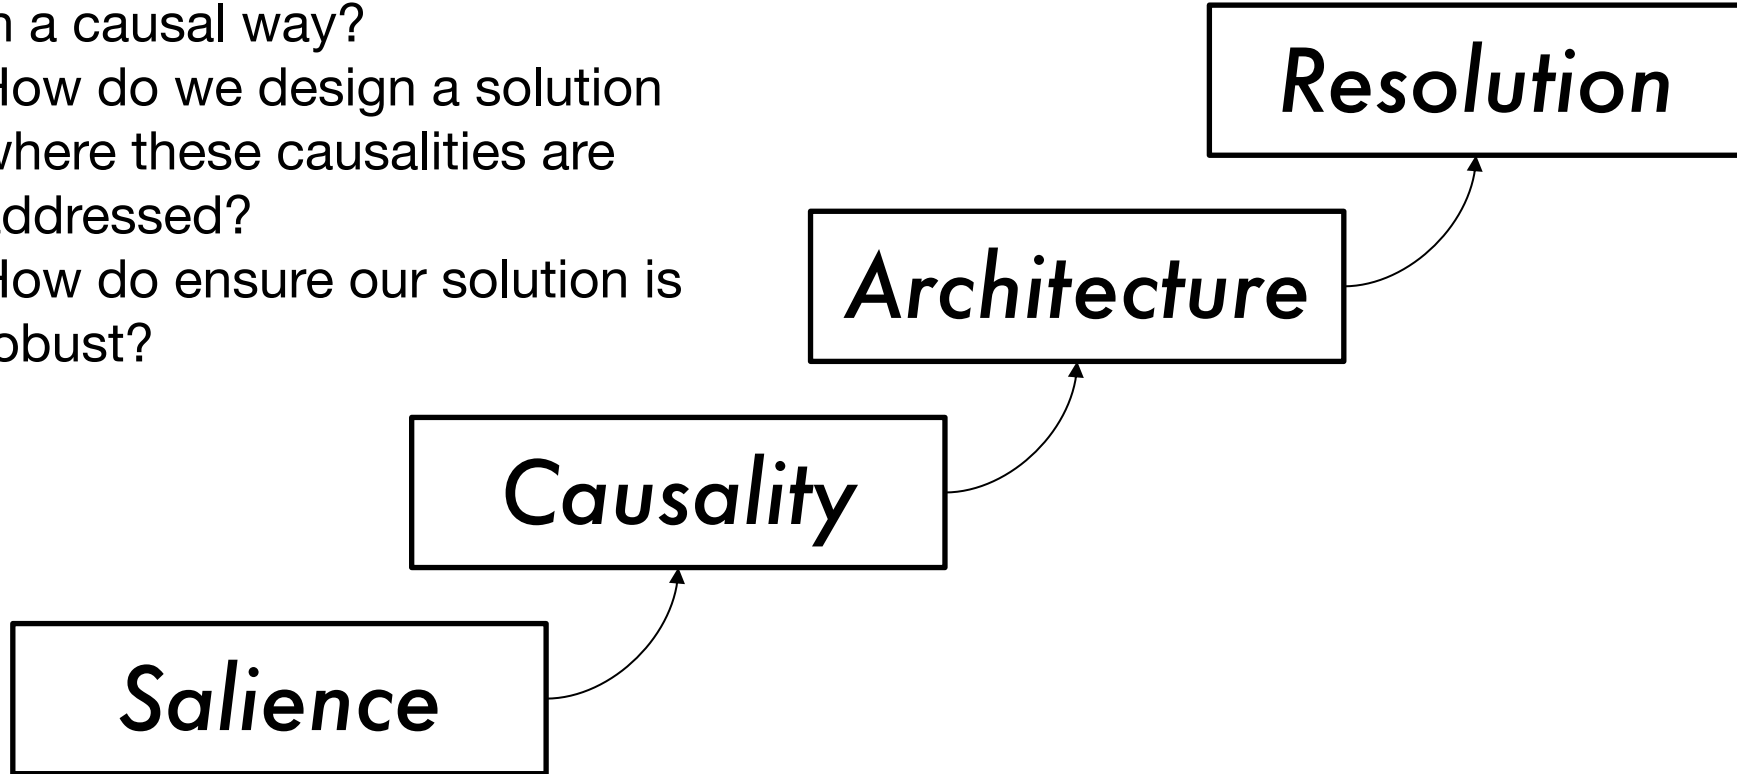 n a causal way?
How do we design a solution
where these causalities are
addressed?
How do ensure our solution is
robust?
Resolution
Architecture
Causality
Salience